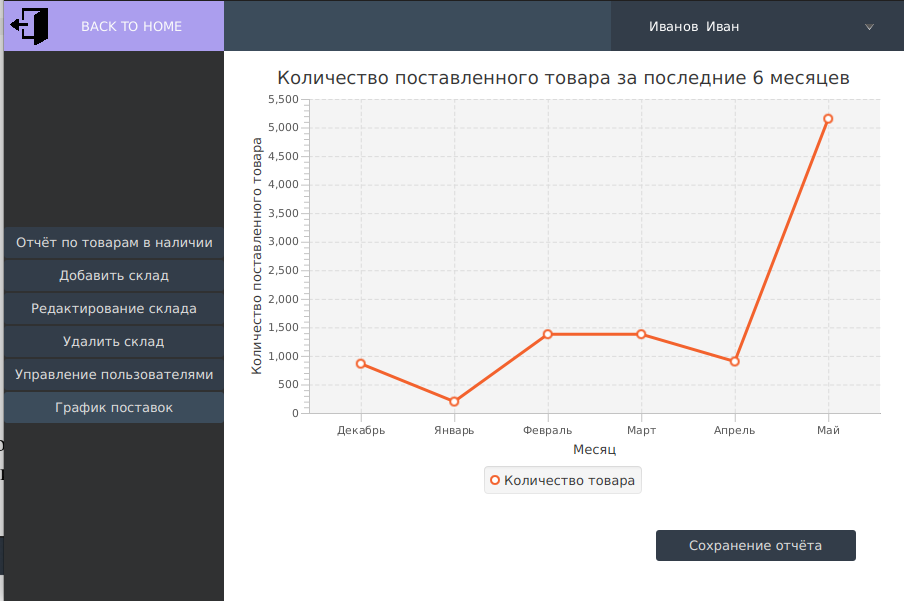 BACK TO HOME
Иванов Иван
Отчёт по товарам в наличии
Добавить склад
Редактирование склада
Удалить склад
Управление пользователями
График поставок
Количество поставленного товара за последние 6 месяцев
Количество поставленного товара
5,500
5,000
4,500
4,000
3,500
3,000
2,500
2,000
1,500
1,000
500
0
Декабрь Январь Февраль Март Апрель Май
Месяц
Количество товара
Сохранение отчёта